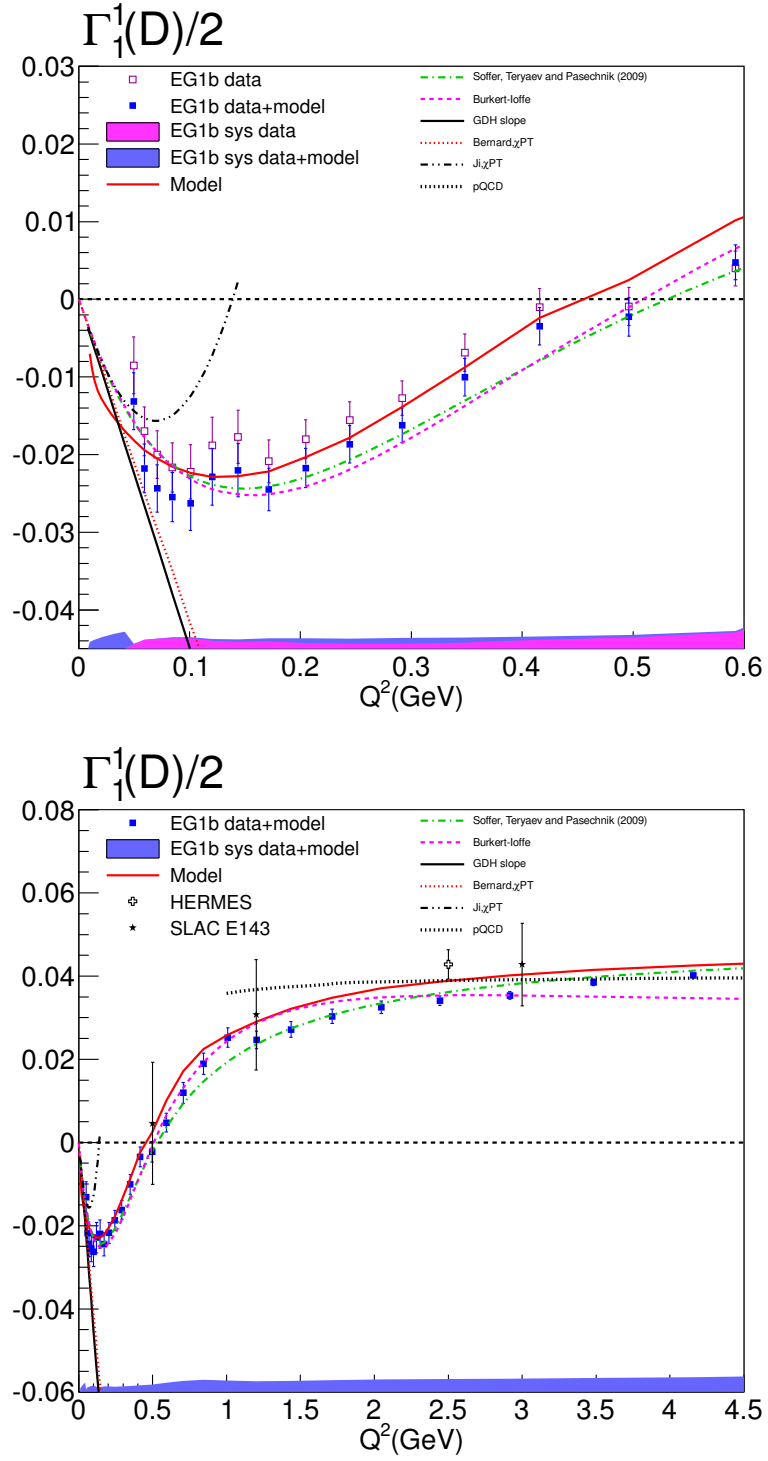 Γ₁¹(D)/2
0.03
0.02
0.01
0
-0.01
-0.02
-0.03
-0.04
EG1b data
EG1b data+model
EG1b sys data
EG1b sys data+model
Model
Soffer, Teryaev and Pasechnik (2009)
Burkert-Ioffe
GDH slope
Bernard,χPT
Ji,χPT
pQCD
0 0.1 0.2 0.3 0.4 0.5 0.6
Q²(GeV)
Γ₁¹(D)/2
0.08
0.06
0.04
0.02
0
-0.02
-0.04
-0.06
EG1b data+model
EG1b sys data+model
Model
HERMES
SLAC E143
Soffer, Teryaev and Pasechnik (2009)
Burkert-Ioffe
GDH slope
Bernard,χPT
Ji,χPT
pQCD
0 0.5 1 1.5 2 2.5 3 3.5 4 4.5
Q²(GeV)